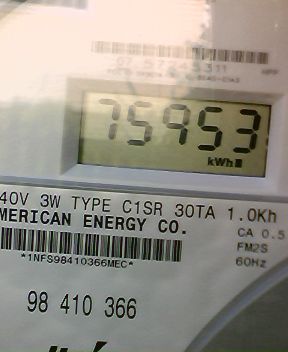 75953
kWh
40V 3W TYPE C1SR 30TA 1.0Kh
MERICAN ENERGY CO.
CA 0.5
FM2S
60Hz
*1NFS98410366MEC*
98 410 366